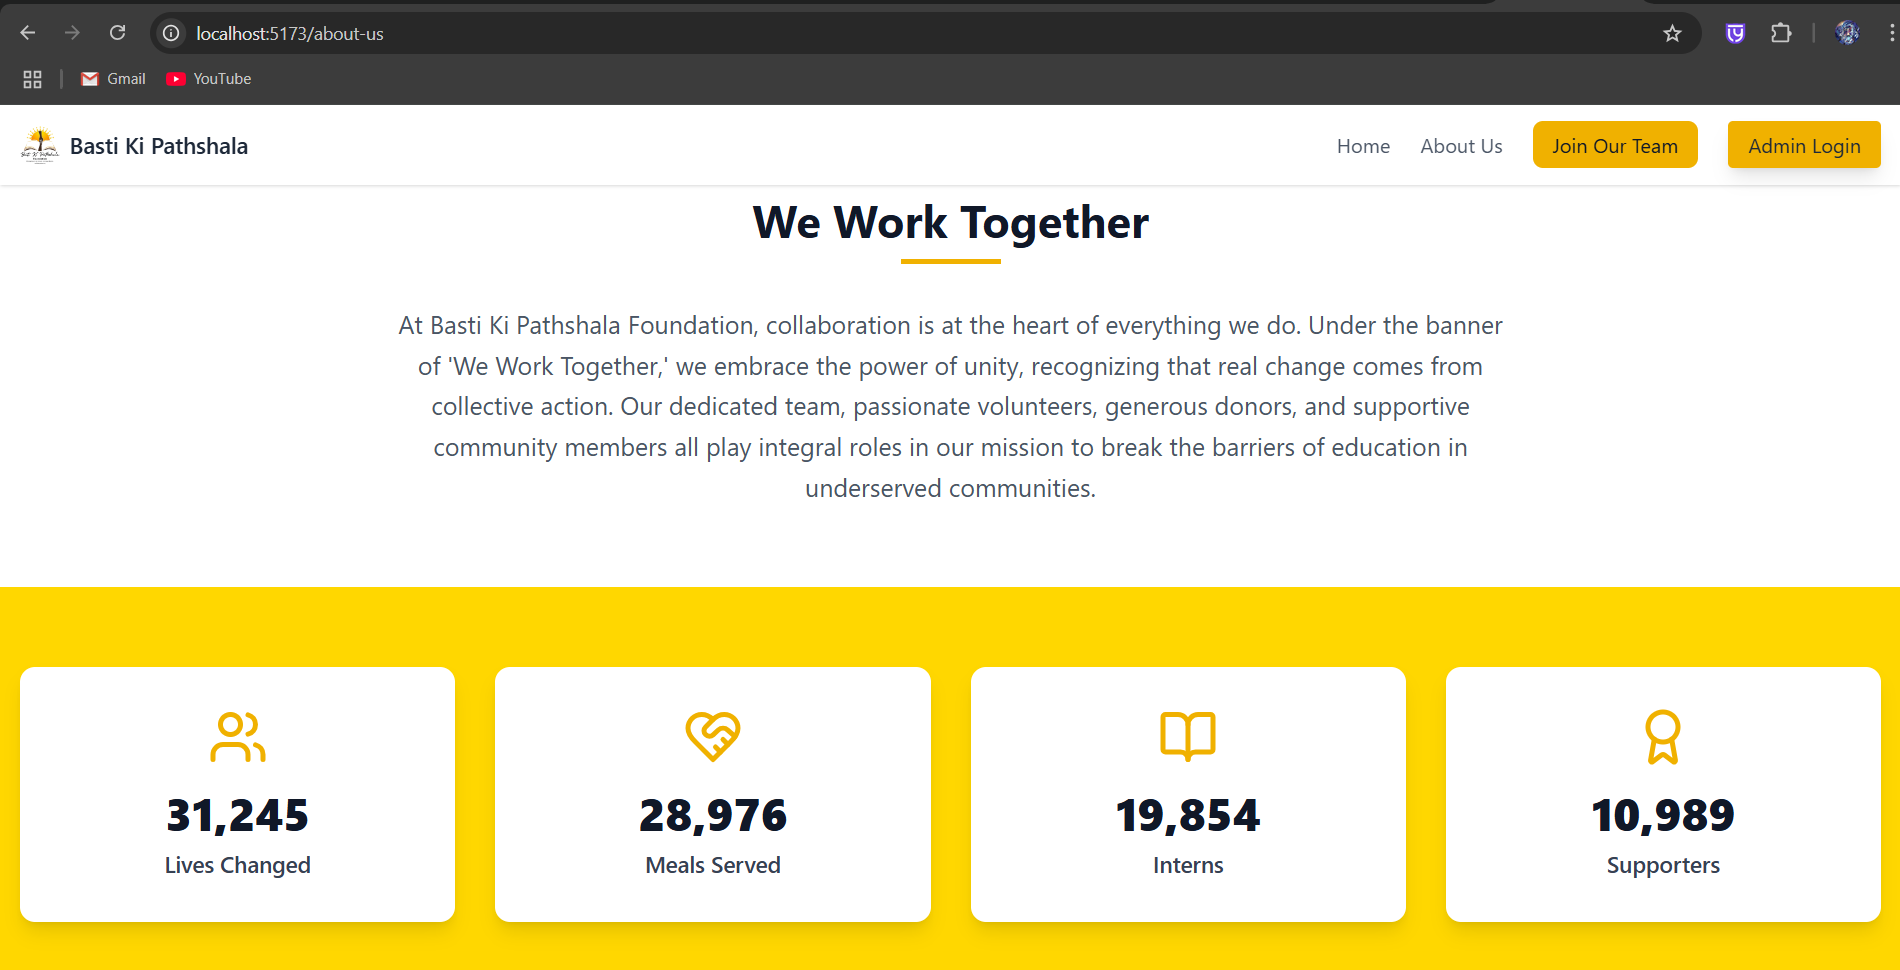 localhost:5173/about-us
Gmail YouTube
Basti Ki Pathshala
Home About Us Join Our Team Admin Login
We Work Together
At Basti Ki Pathshala Foundation, collaboration is at the heart of everything we do. Under the banner
of 'We Work Together,' we embrace the power of unity, recognizing that real change comes from
collective action. Our dedicated team, passionate volunteers, generous donors, and supportive
community members all play integral roles in our mission to break the barriers of education in
underserved communities.
31,245
Lives Changed
28,976
Meals Served
19,854
Interns
10,989
Supporters